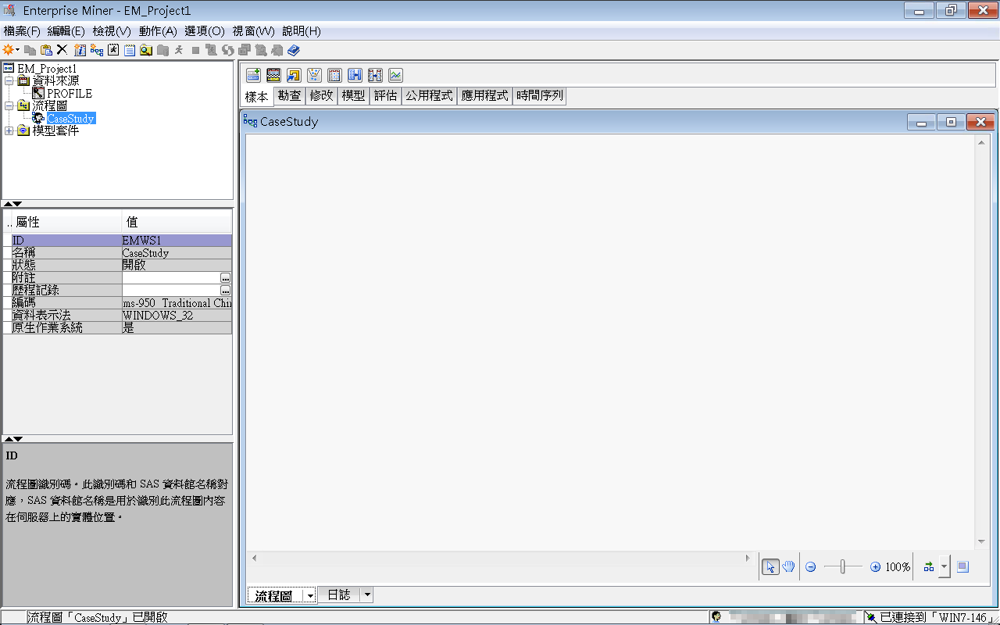 Enterprise Miner - EM_Project1
檔案(F) 編輯(E) 檢視(V) 動作(A) 選項(O) 視窗(W) 說明(H)
EM_Project1
資料來源
PROFILE
流程圖
CaseStudy
模型套件
.. 屬性 值
ID EMWS1
名稱 CaseStudy
狀態 開啟
附註 ...
歷程記錄 ...
編碼 ms-950 Traditional Chin
資料表示法 WINDOWS_32
原生作業系統 是
ID
流程圖識別碼。此識別碼和 SAS 資料館名稱對
應，SAS 資料館名稱是用於識別此流程圖內容
在伺服器上的實體位置。
樣本 勘查 修改 模型 評估 公用程式 應用程式 時間序列
CaseStudy
100%
流程圖 日誌
流程圖「CaseStudy」已開啟
已連接到「WIN7-146」